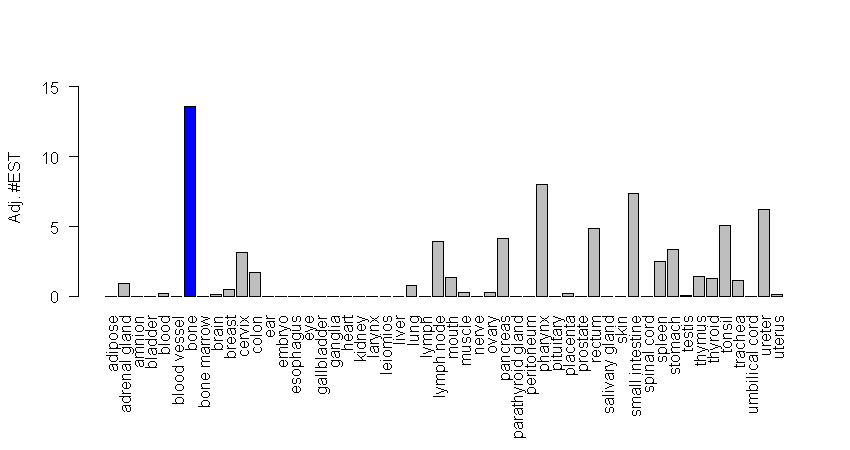 15
10
5
0
Adj. #EST
adipose
adrenal gland
amnion
bladder
blood
blood vessel
bone
bone marrow
brain
breast
cervix
colon
ear
embryo
esophagus
eye
gallbladder
ganglia
heart
kidney
larynx
leiomios
liver
lung
lymph
lymph node
mouth
muscle
nerve
ovary
pancreas
parathyroid gland
peritoneum
pharynx
pituitary
placenta
prostate
rectum
salivary gland
skin
small intestine
spinal cord
spleen
stomach
testis
thymus
thyroid
tonsil
trachea
umbilical cord
ureter
uterus